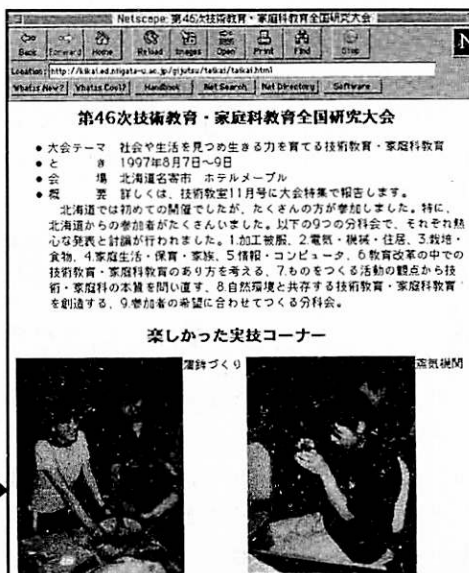 Netscape: 第46次技術教育・家庭科教育全国研究大会
Back Forward Home Reload Images Open Print Find Stop
N
Location: http://kikai.ed.niigata-u.ac.jp/gijutsu/taikai/taikai.html
What's New? What's Cool? Handbook Net Search Net Directory Software
第46次技術教育・家庭科教育全国研究大会
● 大会テーマ 社会や生活を見つめ生きる力を育てる技術教育・家庭科教育
● と き 1997年8月7日〜9日
● 会 場 北海道名寄市 ホテルメープル
● 概 要 詳しくは、技術教室11月号に大会特集で報告します。
北海道では初めての開催でしたが、たくさんの方が参加しました。特に、
北海道からの参加者がたくさんいました。以下の9つの分科会で、それぞれ熱
心な発表と討論が行われました。1.加工被服、2.電気・機械・住居、3.栽培・
食物、4.家庭生活・保育・家族、5.情報・コンピュータ、6.教育改革の中での
技術教育・家庭科教育のあり方を考える、7.ものをつくる活動の観点から技
術・家庭科の本質を問い直す、8.自然環境と共存する技術教育・家庭科教育
を創造する、9.参加者の希望に合わせてつくる分科会。
楽しかった実技コーナー
蒲鉾づくり
蒸気機関